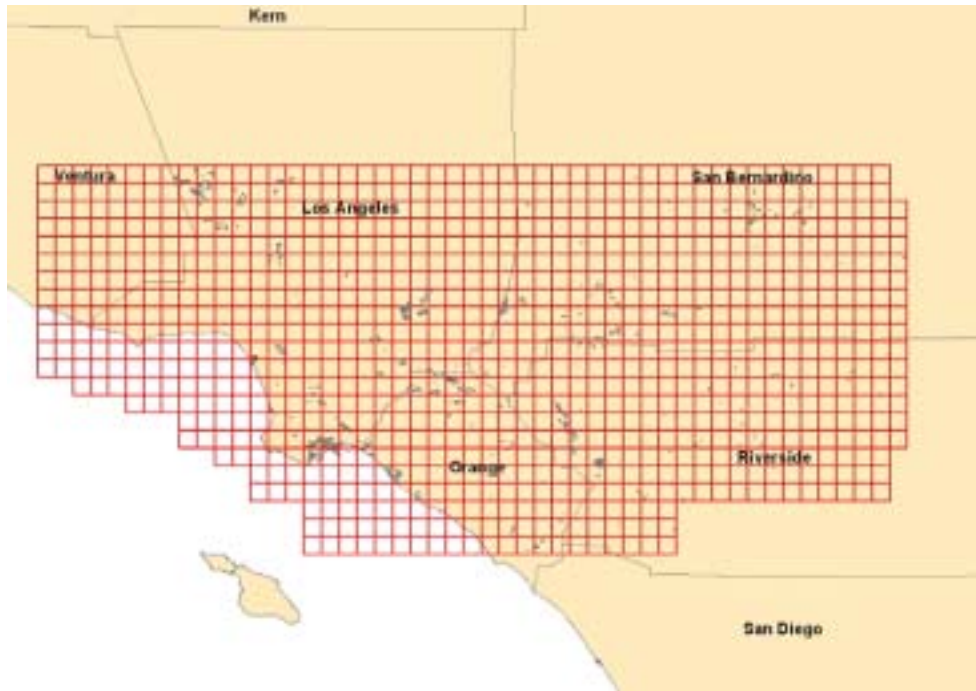 Kern
Ventura
San Bernardino
Los Angeles
Orange
Riverside
San Diego